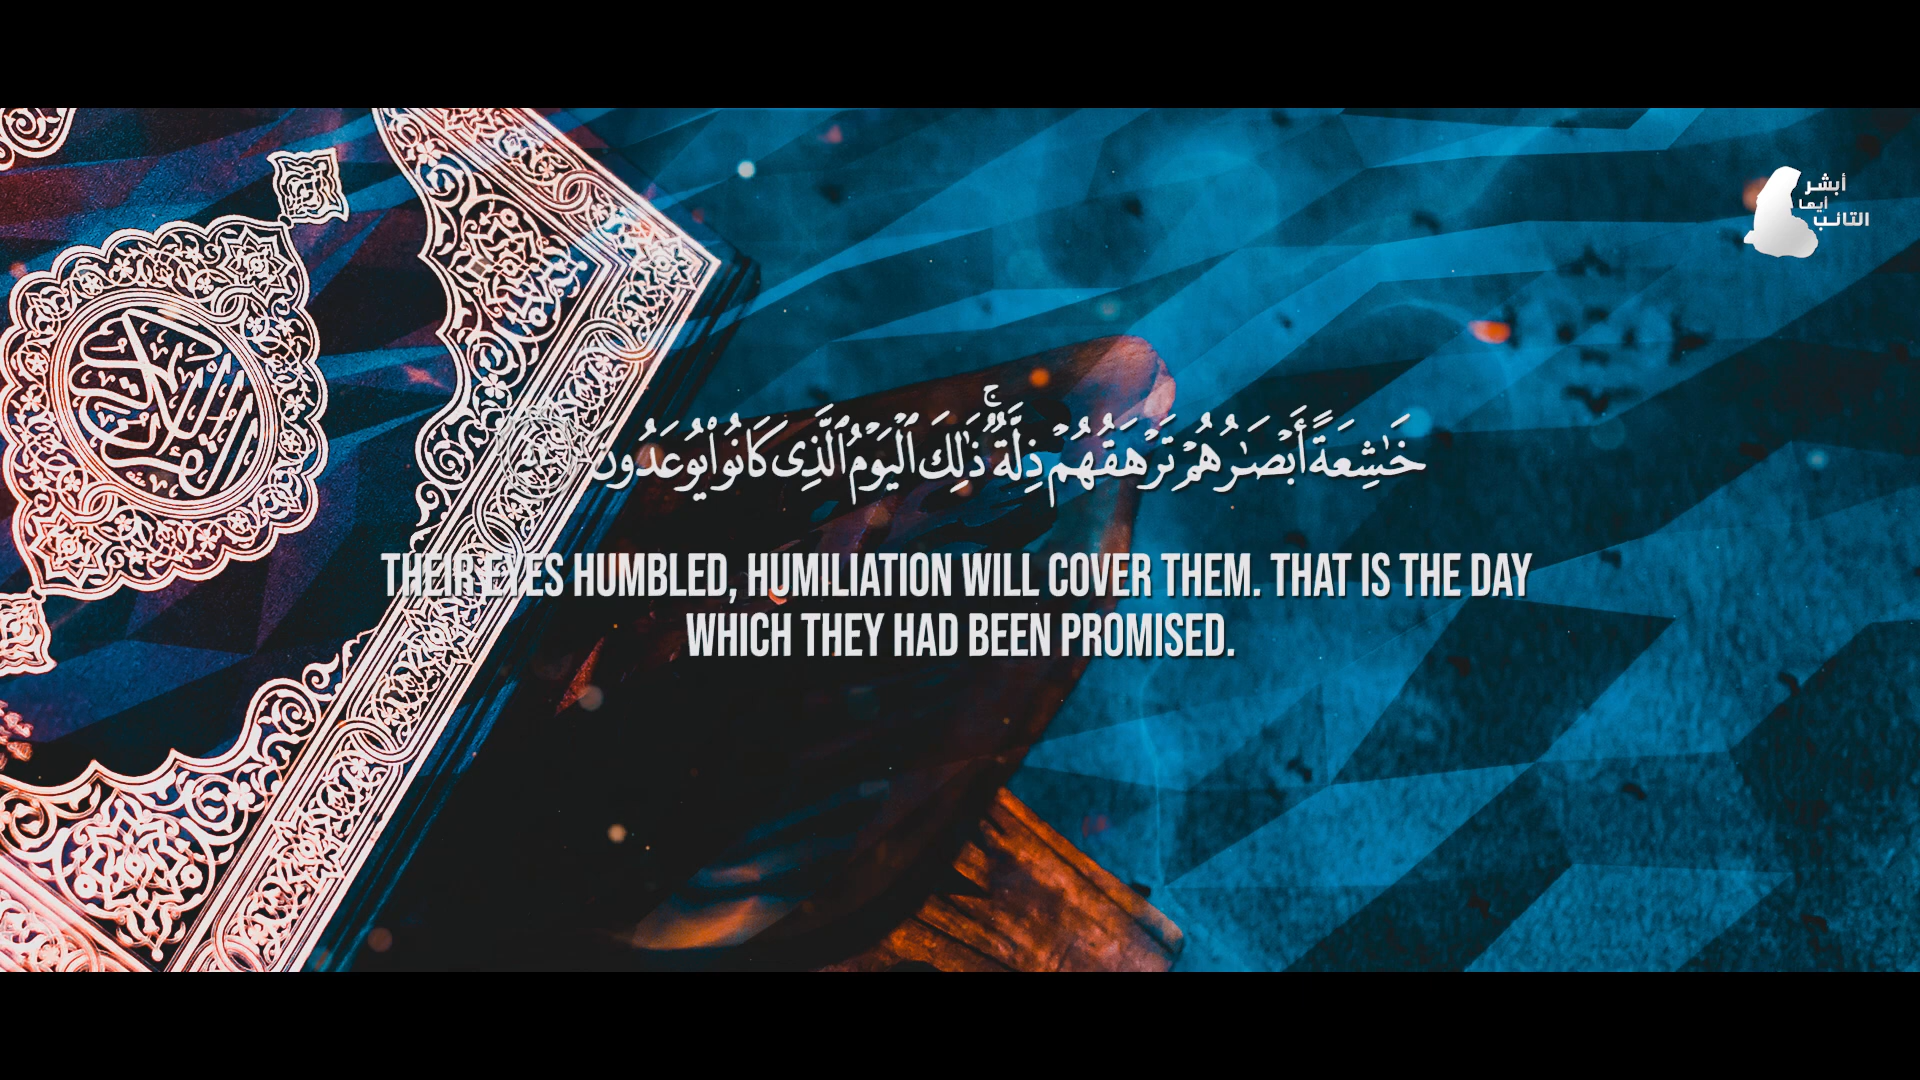 أبشر
أيها
التائب
خَٰشِعَةً أَبْصَٰرُهُمْ تَرْهَقُهُمْ ذِلَّةٌۚ ذَٰلِكَ ٱلْيَوْمُ ٱلَّذِى كَانُوا۟ يُوعَدُونَ
THEIR EYES HUMBLED, HUMILIATION WILL COVER THEM. THAT IS THE DAY
WHICH THEY HAD BEEN PROMISED.